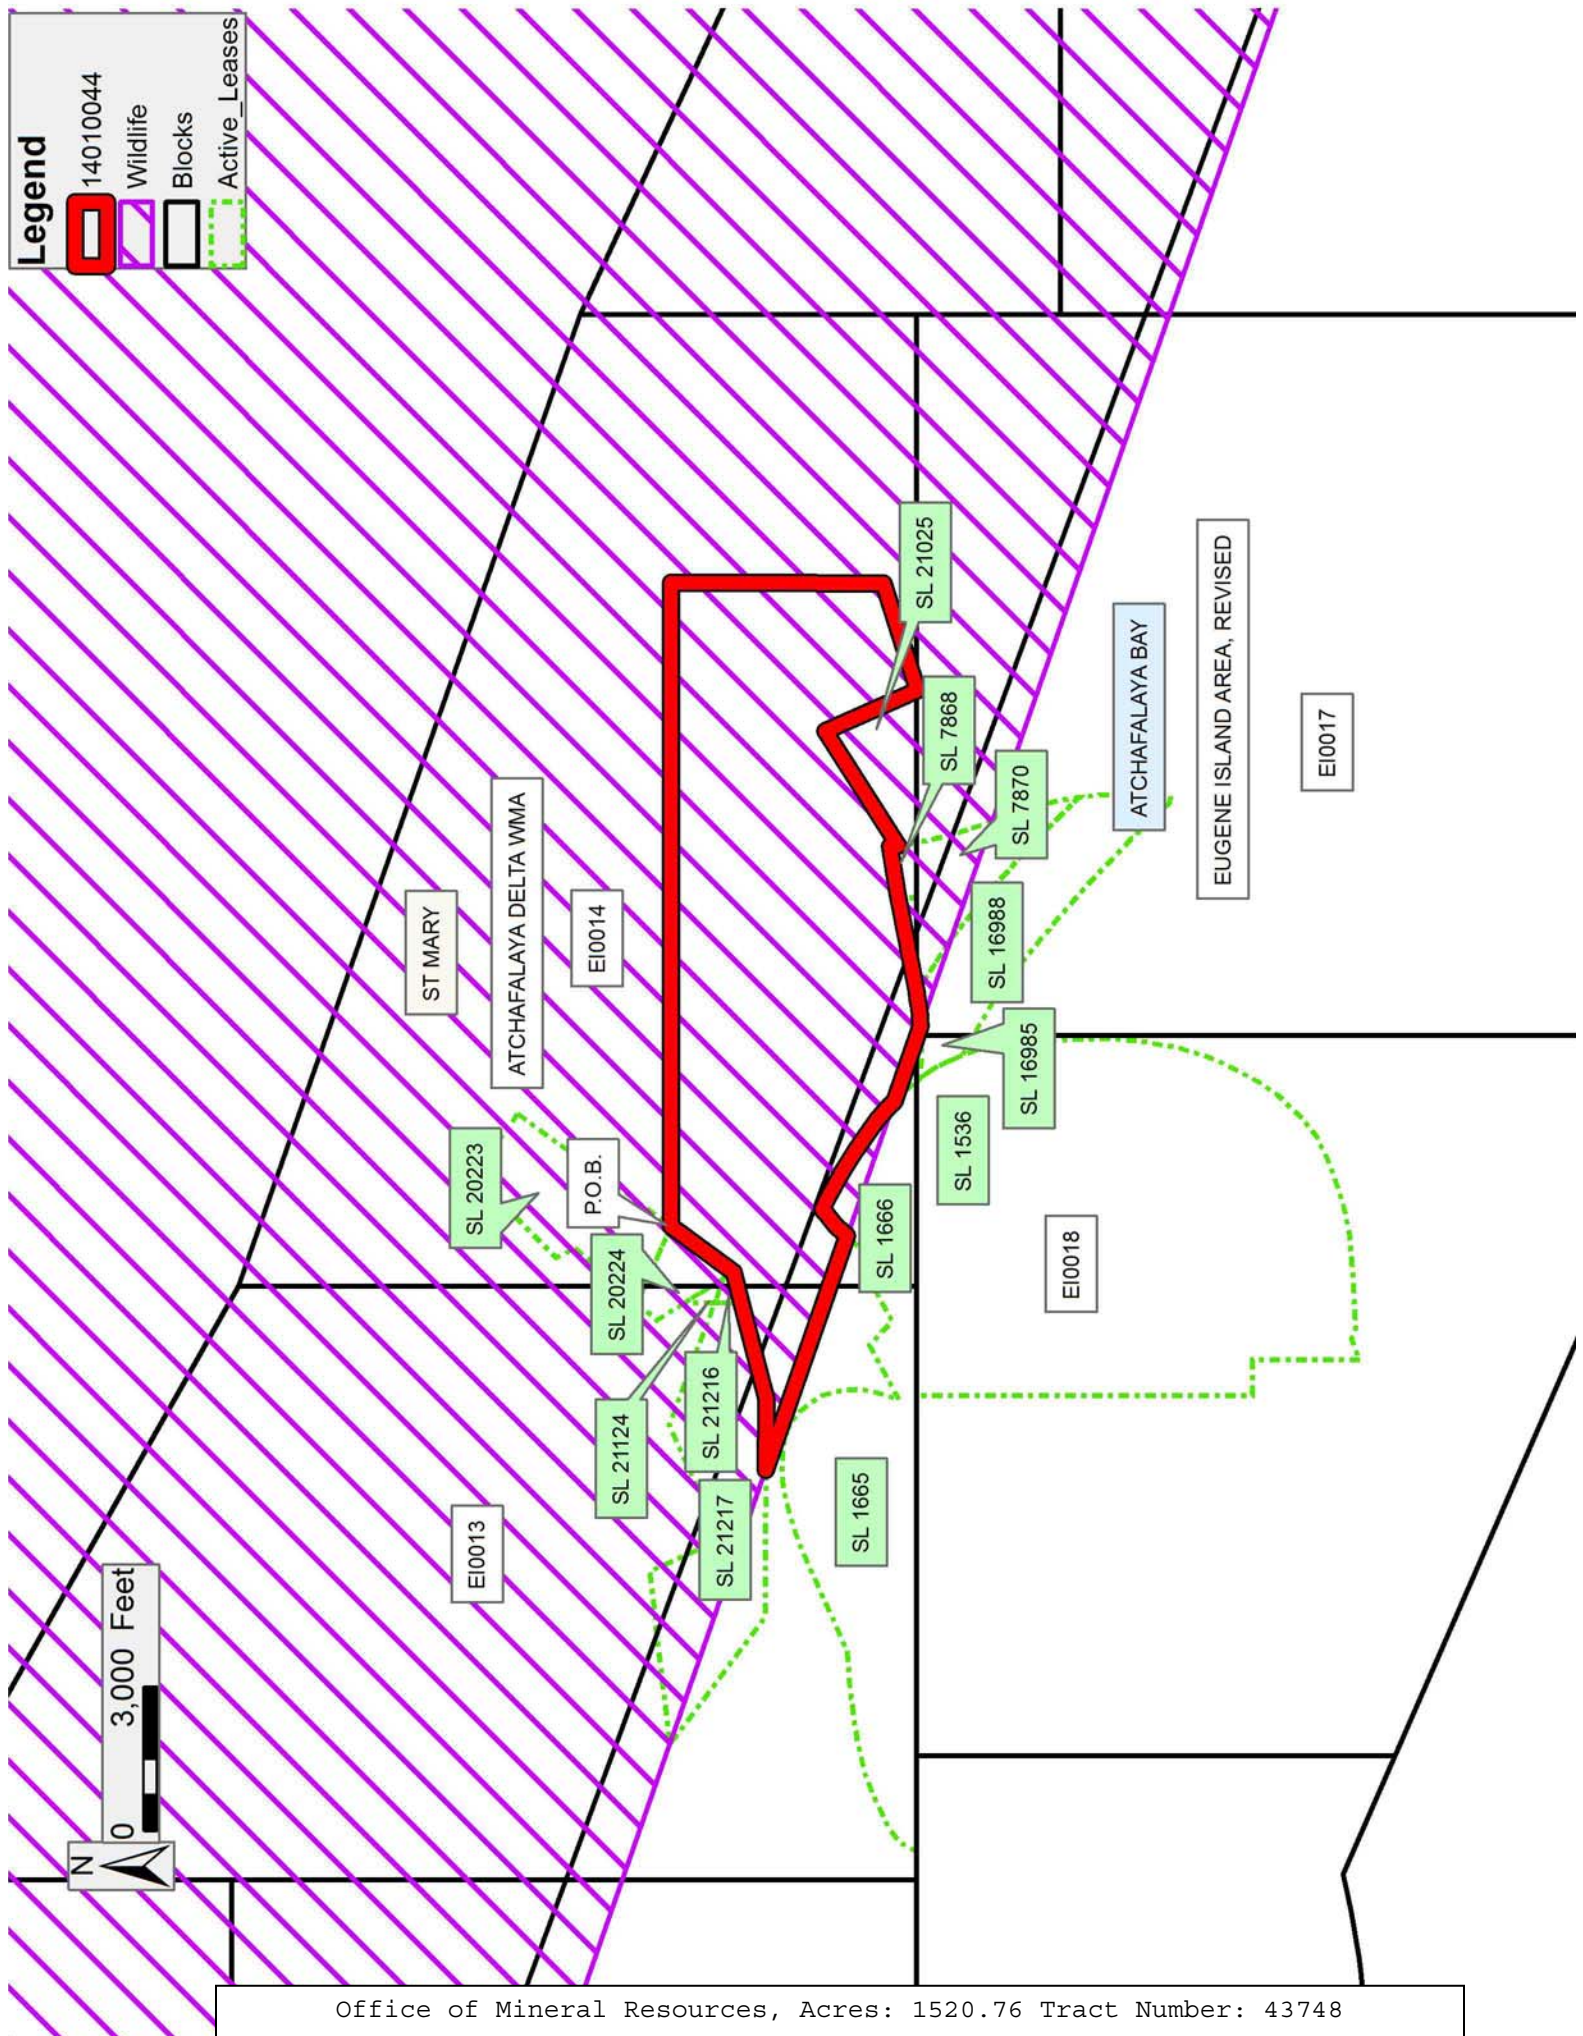 Legend
14010044
Wildlife
Blocks
Active_Leases
N
0 3,000 Feet
EI0013
SL 20223
ST MARY
ATCHAFALAYA DELTA WMA
EI0014
P.O.B.
SL 20224
SL 21124
SL 21216
SL 21217
SL 21025
SL 7868
SL 7870
SL 1665
SL 1666
SL 1536
SL 16985
SL 16988
ATCHAFALAYA BAY
EUGENE ISLAND AREA, REVISED
EI0018
EI0017
Office of Mineral Resources, Acres: 1520.76 Tract Number: 43748